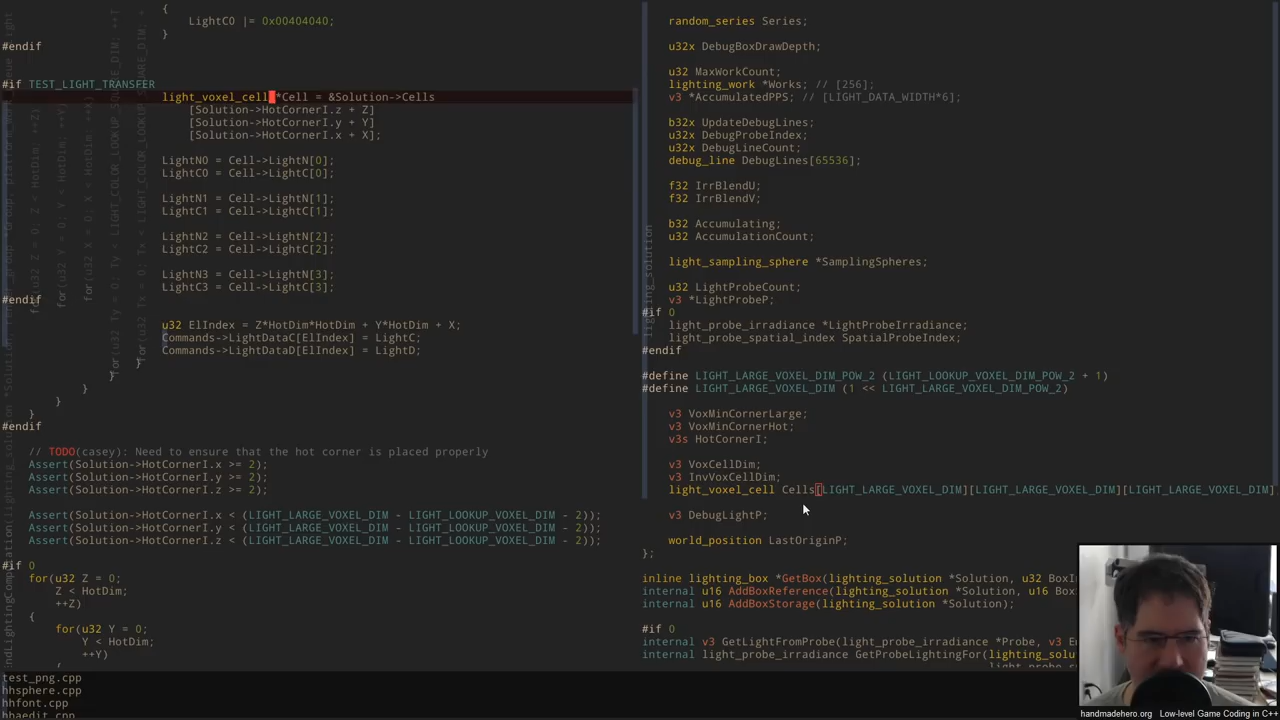 {
LightC0 |= 0x00404040;
}
#endif
#if TEST_LIGHT_TRANSFER
light_voxel_cell *Cell = &Solution->Cells
[Solution->HotCornerI.z + Z]
[Solution->HotCornerI.y + Y]
[Solution->HotCornerI.x + X];
LightN0 = Cell->LightN[0];
LightC0 = Cell->LightC[0];
LightN1 = Cell->LightN[1];
LightC1 = Cell->LightC[1];
LightN2 = Cell->LightN[2];
LightC2 = Cell->LightC[2];
LightN3 = Cell->LightN[3];
LightC3 = Cell->LightC[3];
#endif
u32 ElIndex = Z*HotDim*HotDim + Y*HotDim + X;
Commands->LightDataC[ElIndex] = LightC;
Commands->LightDataD[ElIndex] = LightD;
}
}
}
}
}
#endif
// TODO(casey): Need to ensure that the hot corner is placed properly
Assert(Solution->HotCornerI.x >= 2);
Assert(Solution->HotCornerI.y >= 2);
Assert(Solution->HotCornerI.z >= 2);
Assert(Solution->HotCornerI.x < (LIGHT_LARGE_VOXEL_DIM - LIGHT_LOOKUP_VOXEL_DIM - 2));
Assert(Solution->HotCornerI.y < (LIGHT_LARGE_VOXEL_DIM - LIGHT_LOOKUP_VOXEL_DIM - 2));
Assert(Solution->HotCornerI.z < (LIGHT_LARGE_VOXEL_DIM - LIGHT_LOOKUP_VOXEL_DIM - 2));
#if 0
for(u32 Z = 0;
Z < HotDim;
++Z)
{
for(u32 Y = 0;
Y < HotDim;
++Y)
{
random_series Series;
u32x DebugBoxDrawDepth;
u32 MaxWorkCount;
lighting_work *Works; // [256];
v3 *AccumulatedPPS; // [LIGHT_DATA_WIDTH*6];
b32x UpdateDebugLines;
u32x DebugProbeIndex;
u32x DebugLineCount;
debug_line DebugLines[65536];
f32 IrrBlendU;
f32 IrrBlendV;
b32 Accumulating;
u32 AccumulationCount;
light_sampling_sphere *SamplingSpheres;
u32 LightProbeCount;
v3 *LightProbeP;
#if 0
light_probe_irradiance *LightProbeIrradiance;
light_probe_spatial_index SpatialProbeIndex;
#endif
#define LIGHT_LARGE_VOXEL_DIM_POW_2 (LIGHT_LOOKUP_VOXEL_DIM_POW_2 + 1)
#define LIGHT_LARGE_VOXEL_DIM (1 << LIGHT_LARGE_VOXEL_DIM_POW_2)
v3 VoxMinCornerLarge;
v3 VoxMinCornerHot;
v3s HotCornerI;
v3 VoxCellDim;
v3 InvVoxCellDim;
light_voxel_cell Cells[LIGHT_LARGE_VOXEL_DIM][LIGHT_LARGE_VOXEL_DIM][LIGHT_LARGE_VOXEL_DIM]
v3 DebugLightP;
world_position LastOriginP;
};
inline lighting_box *GetBox(lighting_solution *Solution, u32 BoxI
internal u16 AddBoxReference(lighting_solution *Solution, u16 Box
internal u16 AddBoxStorage(lighting_solution *Solution);
#if 0
internal v3 GetLightFromProbe(light_probe_irradiance *Probe, v3 
internal light_probe_irradiance GetProbeLightingFor(lighting_solu
lighting_solution
test_png.cpp
hhsphere.cpp
hhfont.cpp
hhaedit.cpp
handmadehero.org Low-level Game Coding in C++